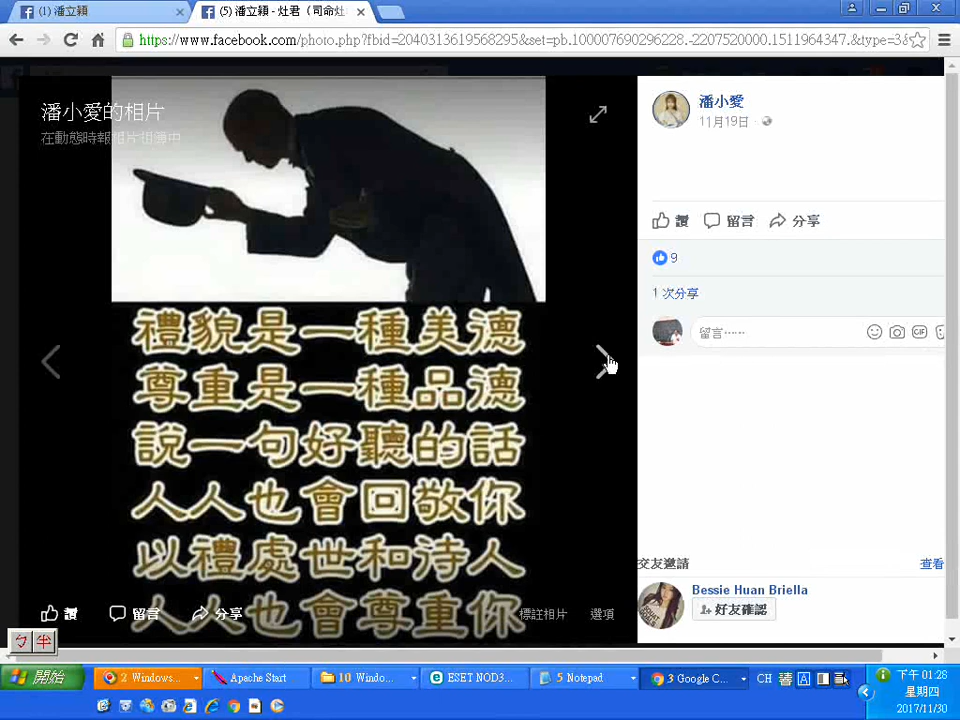 (1) 潘立穎
(5) 潘立穎 - 灶君（司命灶
https://www.facebook.com/photo.php?fbid=2040313619568295&set=pb.100007690296228.-2207520000.1511964347.&type=3&
潘小愛的相片
在動態時報相片相簿中
禮貌是一種美德
尊重是一種品德
說一句好聽的話
人人也會回敬你
以禮處世和诗人
人人也會尊重你
讚 留言 分享
標註相片 選項
潘小愛
11月19日
讚 留言 分享
9
1 次分享
留言……
GIF
交友邀請
查看
Bessie Huan Briella
好友確認
ㄅ 半
開始
2 Windows...
Apache Start
10 Windo...
ESET NOD3...
5 Notepad
3 Google C...
CH
A
下午 01:28
星期四
2017/11/30